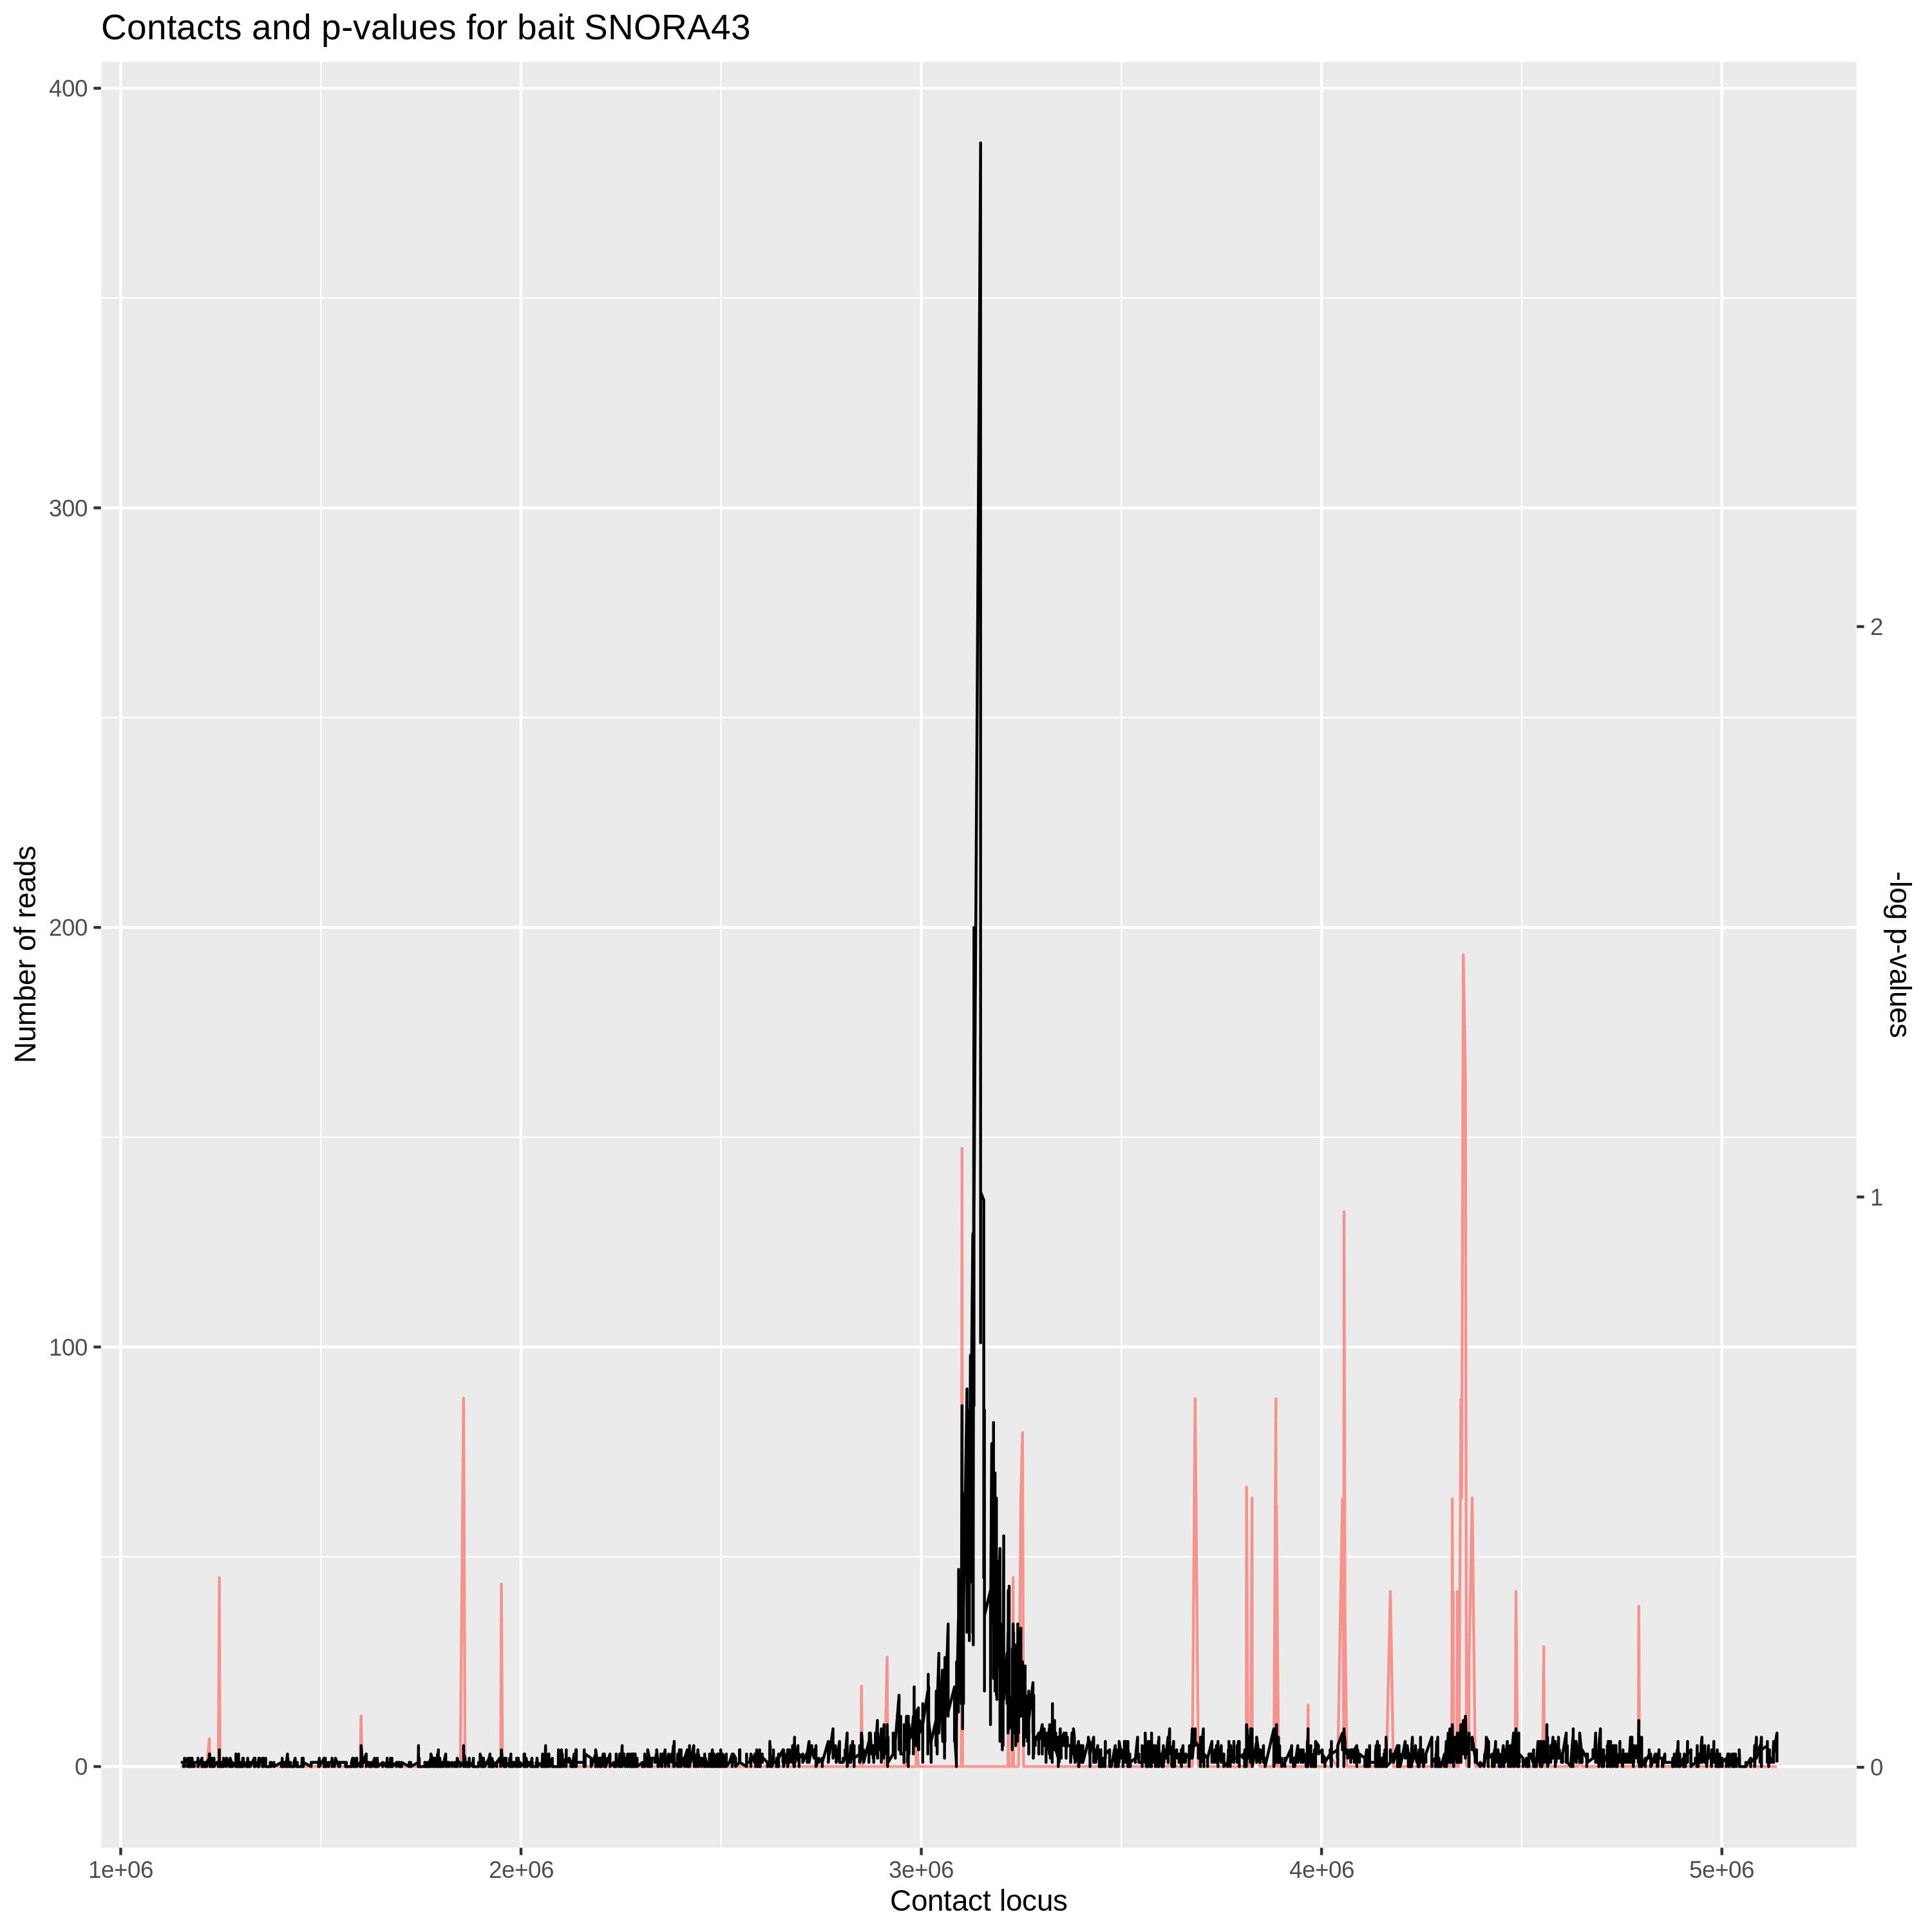 Contacts and p-values for bait SNORA43
400
300
200
100
0
Number of reads
2
1
0
-log p-values
1e+06
2e+06
3e+06
4e+06
5e+06
Contact locus